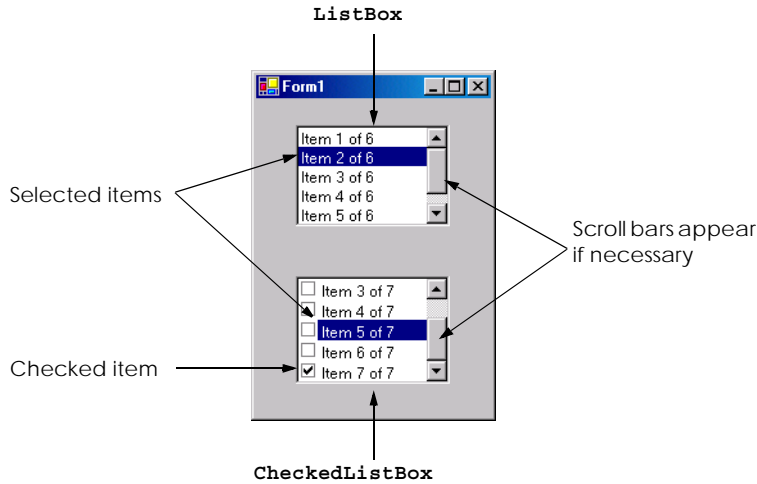 ListBox
Form1
Item 1 of 6
Item 2 of 6
Item 3 of 6
Item 4 of 6
Item 5 of 6
Selected items
Scroll bars appear
if necessary
Item 3 of 7
Item 4 of 7
Item 5 of 7
Item 6 of 7
Item 7 of 7
Checked item
CheckedListBox